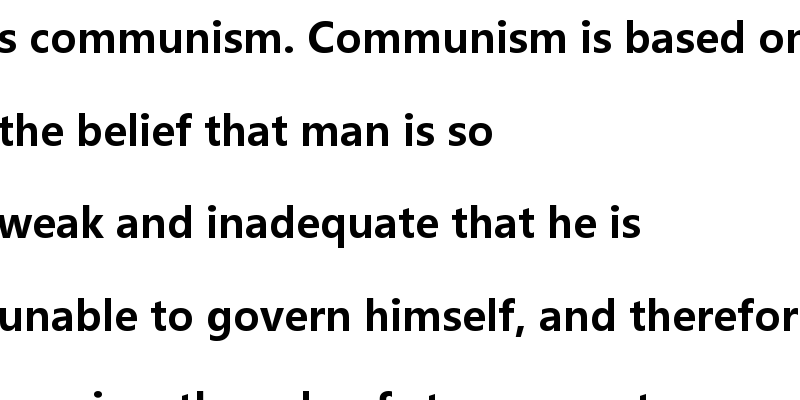 s communism. Communism is based on
the belief that man is so
weak and inadequate that he is
unable to govern himself, and therefor